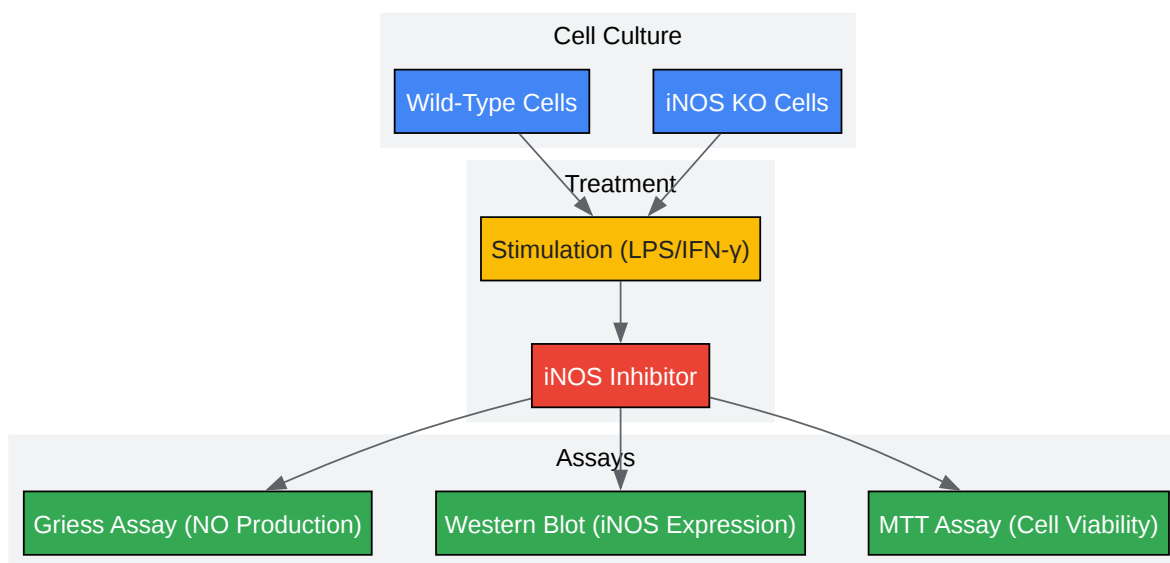 Cell Culture
Wild-Type Cells
iNOS KO Cells
Treatment
Stimulation (LPS/IFN-γ)
iNOS Inhibitor
Assays
Griess Assay (NO Production)
Western Blot (iNOS Expression)
MTT Assay (Cell Viability)